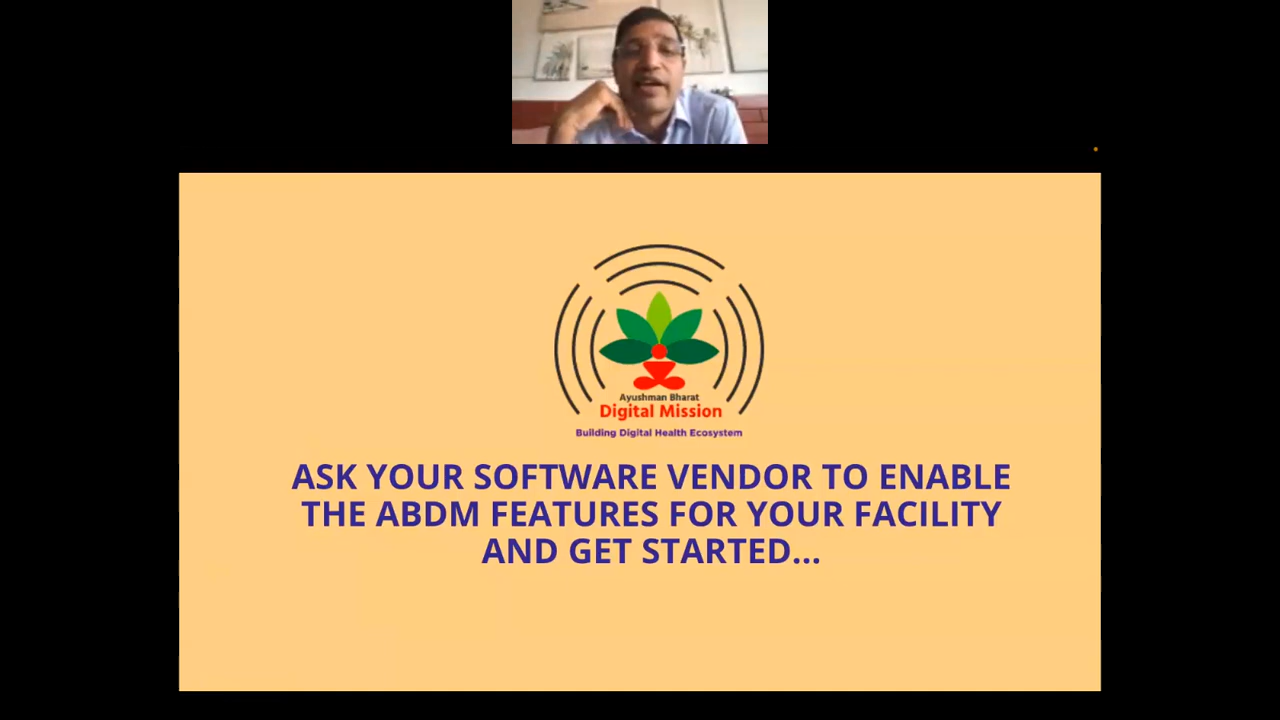 Ayushman Bharat
Digital Mission
Building Digital Health Ecosystem
ASK YOUR SOFTWARE VENDOR TO ENABLE
THE ABDM FEATURES FOR YOUR FACILITY
AND GET STARTED...